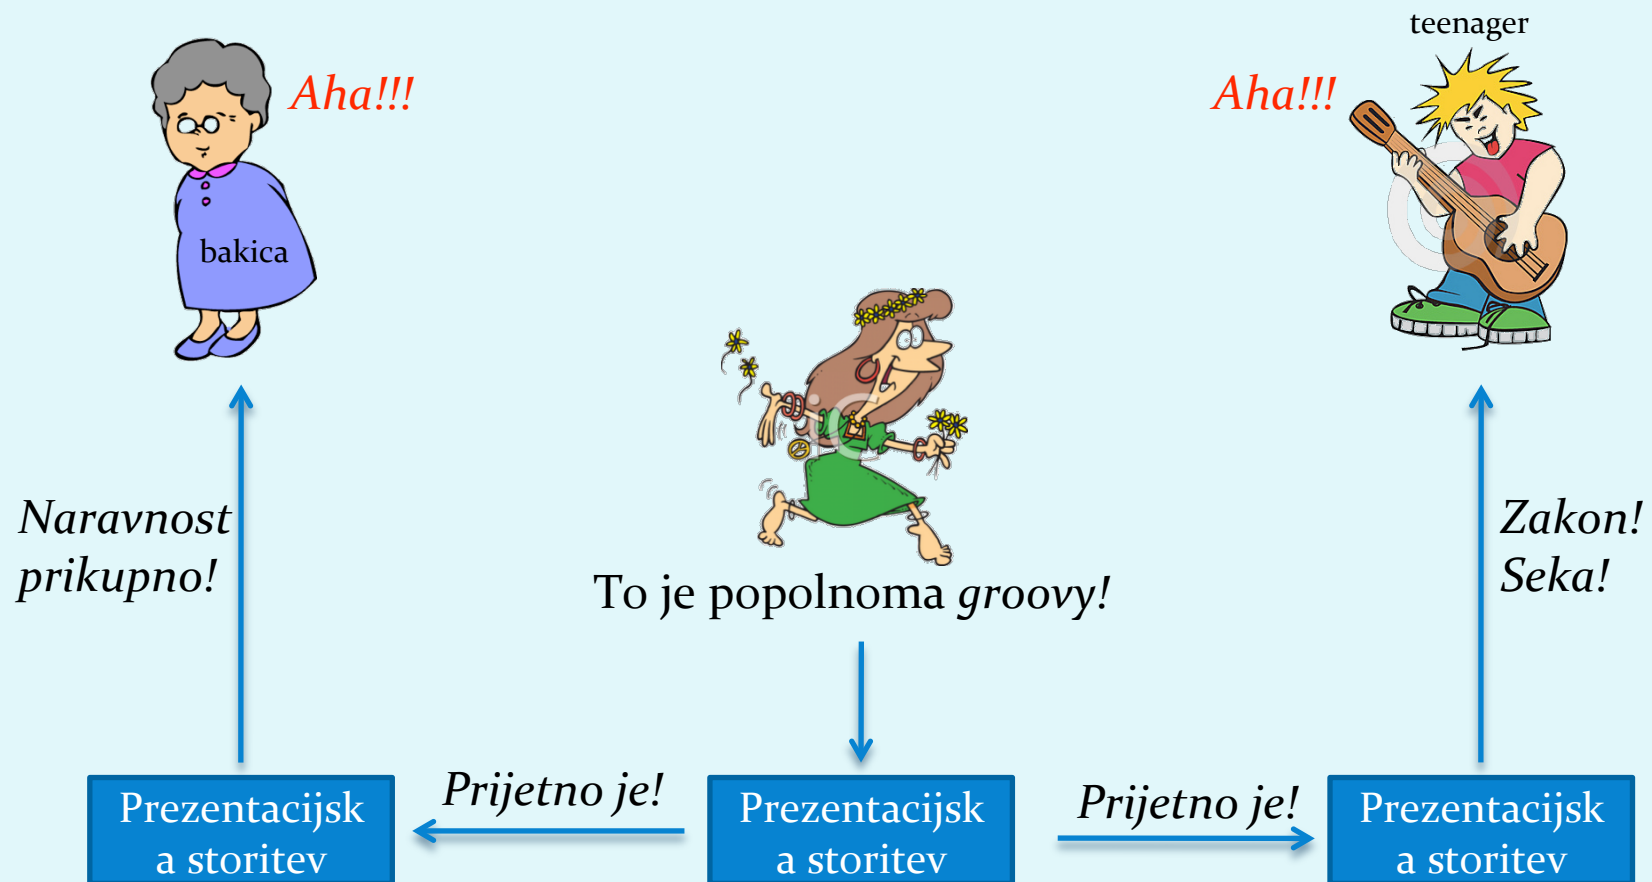 teenager
Aha!!!
Aha!!!
bakica
Naravnost
prikupno!
Zakon!
Seka!
To je popolnoma groovy!
Prijetno je!
Prijetno je!
Prezentacijsk
a storitev
Prezentacijsk
a storitev
Prezentacijsk
a storitev